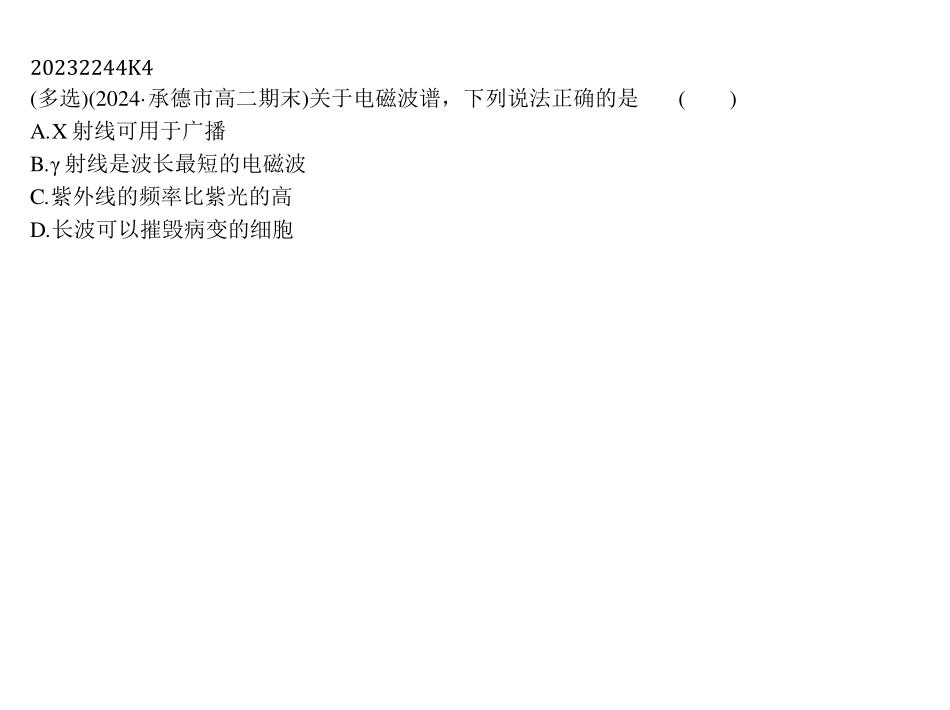 20232244K4
(多选)(2024·承德市高二期末)关于电磁波谱，下列说法正确的是　　(　　)
A.X 射线可用于广播
B.γ 射线是波长最短的电磁波
C.紫外线的频率比紫光的高
D.长波可以摧毁病变的细胞